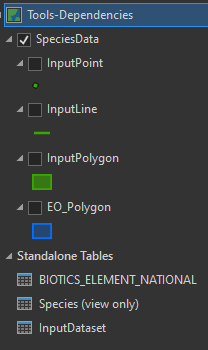 Tools-Dependencies
SpeciesData
InputPoint
InputLine
InputPolygon
EO_Polygon
Standalone Tables
BIOTICS_ELEMENT_NATIONAL
Species (view only)
InputDataset